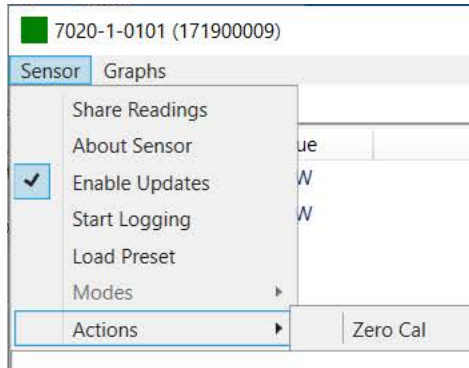 7020-1-0101 (171900009)
Sensor Graphs
Share Readings
About Sensor
Enable Updates
Start Logging
Load Preset
Modes
Actions
Zero Cal
ue
W
W